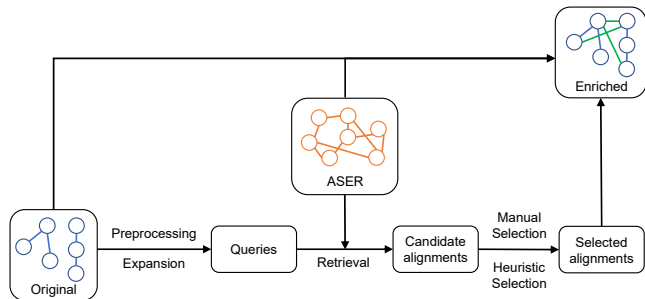 Enriched
ASER
Original
Preprocessing
Expansion
Queries
Retrieval
Candidate
alignments
Manual
Selection
Heuristic
Selection
Selected
alignments